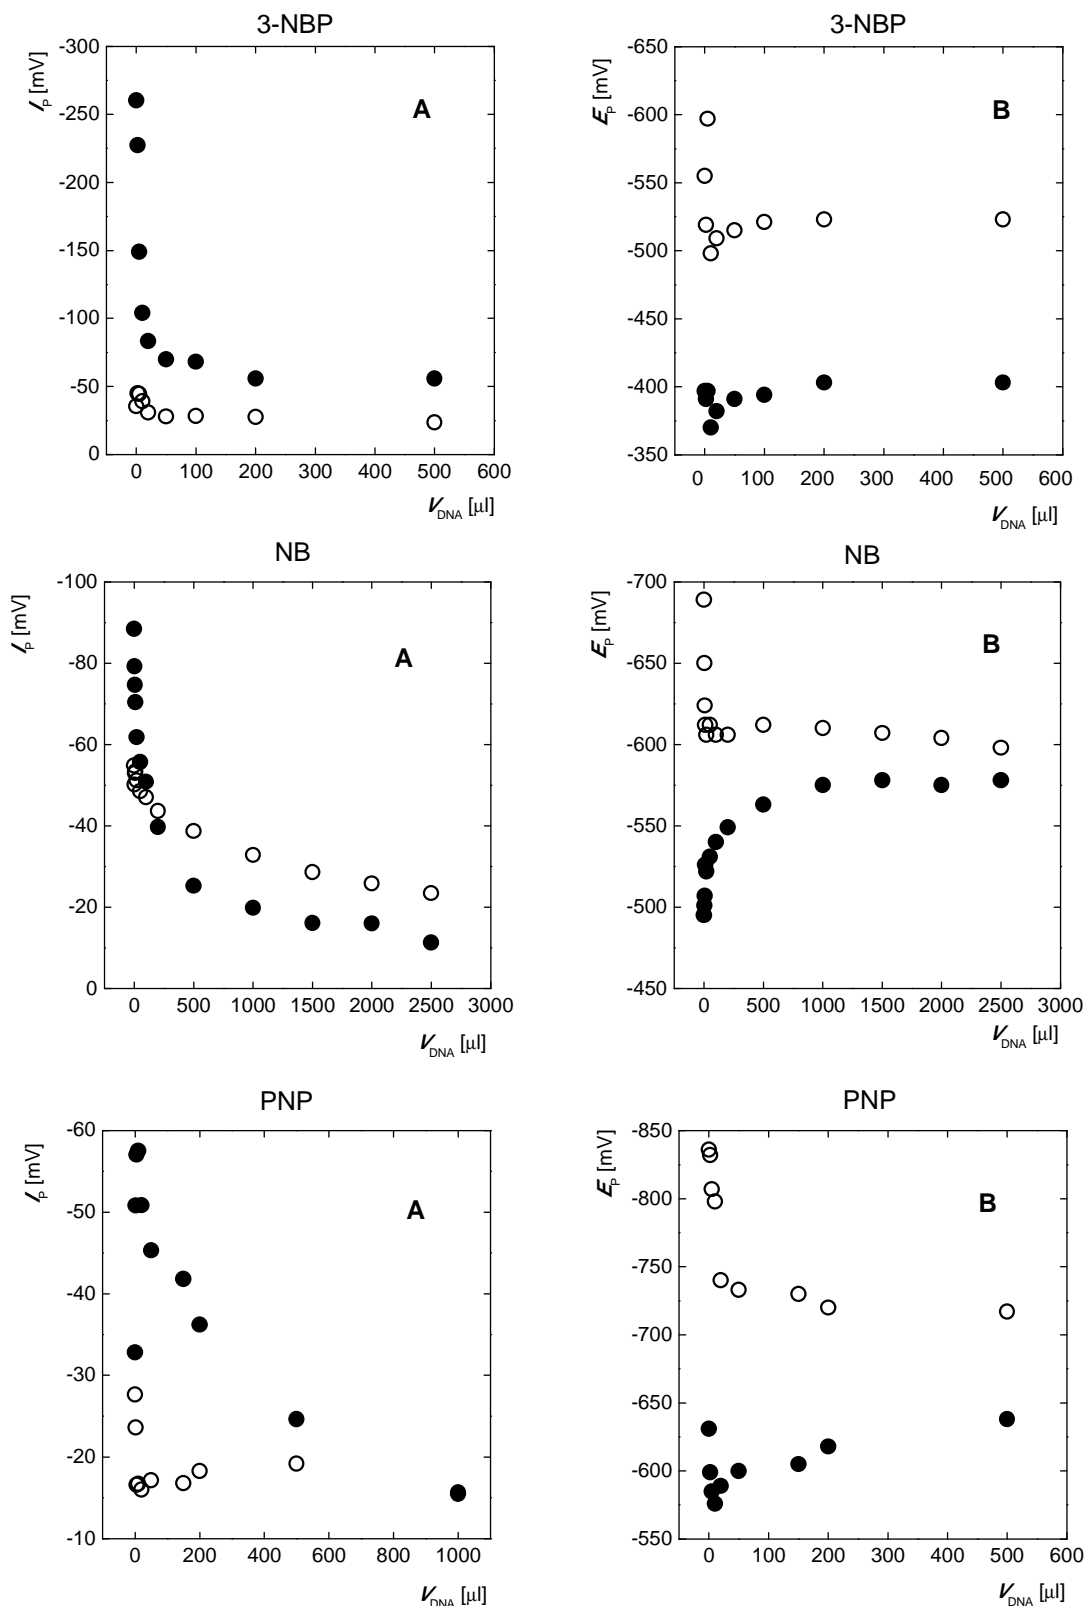 3-NBP
I_P [mV]
A
-300
-250
-200
-150
-100
-50
0
0 100 200 300 400 500 600
V_DNA [µl]
3-NBP
E_P [mV]
B
-650
-600
-550
-500
-450
-400
-350
0 100 200 300 400 500 600
V_DNA [µl]
NB
I_P [mV]
A
-100
-80
-60
-40
-20
0
0 500 1000 1500 2000 2500 3000
V_DNA [µl]
NB
E_P [mV]
B
-700
-650
-600
-550
-500
-450
0 500 1000 1500 2000 2500 3000
V_DNA [µl]
PNP
I_P [mV]
A
-60
-50
-40
-30
-20
-10
0 200 400 600 800 1000
V_DNA [µl]
PNP
E_P [mV]
B
-850
-800
-750
-700
-650
-600
-550
0 100 200 300 400 500 600
V_DNA [µl]